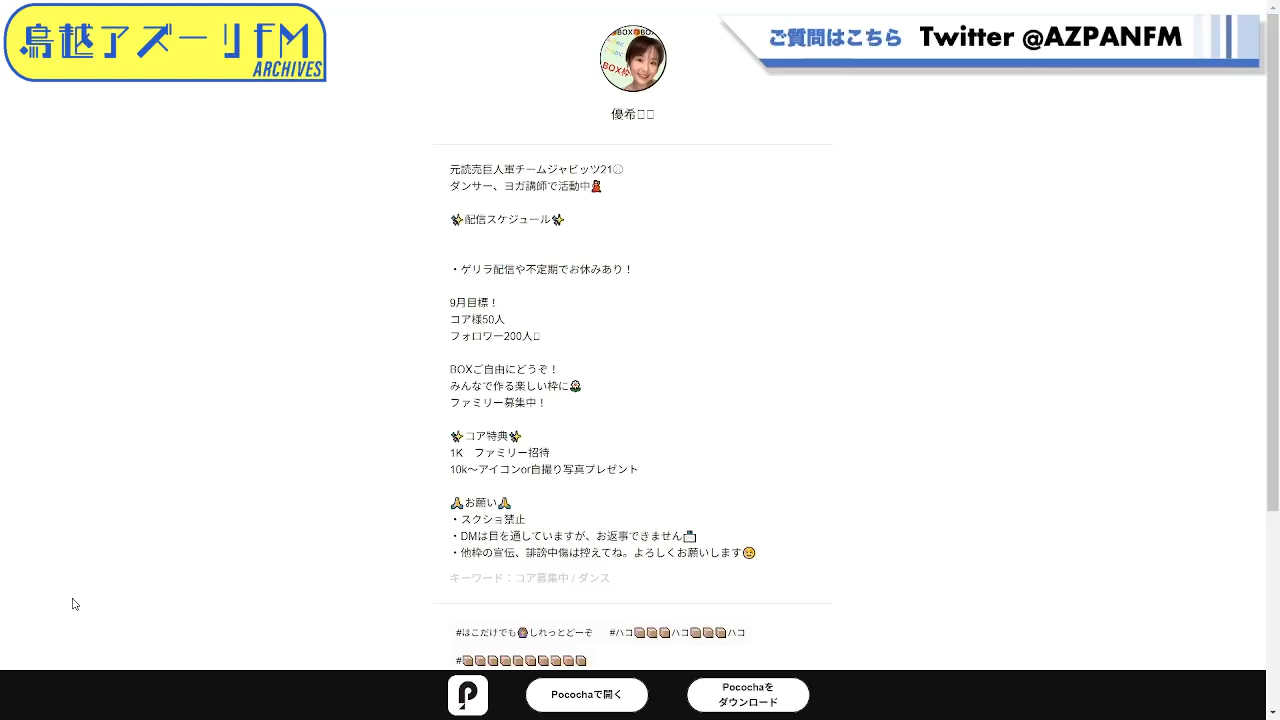 鳥越アズーリFM
ARCHIVES
ご質問はこちら Twitter @AZPANFM
BOX枠
優希
元読売巨人軍チームジャビッツ21⚾
ダンサー、ヨガ講師で活動中💃
✨配信スケジュール✨
・ゲリラ配信や不定期でお休みあり！
9月目標！
コア様50人
フォロワー200人
BOXご自由にどうぞ！
みんなで作る楽しい枠に
ファミリー募集中！
✨コア特典✨
1K　ファミリー招待
10k〜アイコンor自撮り写真プレゼント
🙏お願い🙏
・スクショ禁止
・DMは目を通していますが、お返事できません
・他枠の宣伝、誹謗中傷は控えてね。よろしくお願いします
キーワード：コア募集中 / ダンス
#はこだけでもしれっとどーぞ #ハコ📦📦📦ハコ📦📦📦ハコ
#📦📦📦📦📦📦📦📦📦📦
Pocochaで開く
Pocochaを
ダウンロード